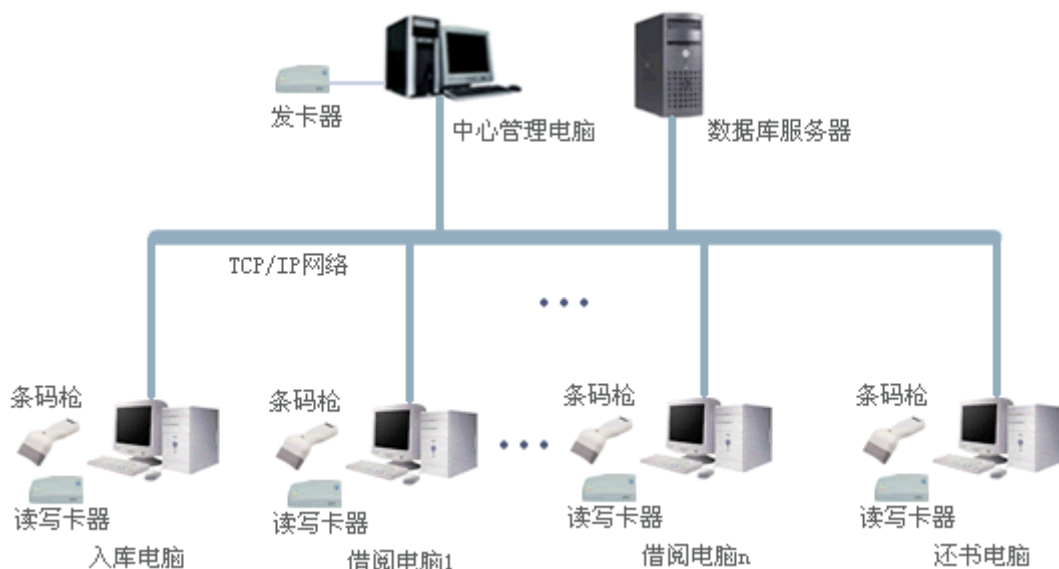 发卡器
中心管理电脑
数据库服务器
TCP/IP网络
条码枪
条码枪
条码枪
条码枪
读写卡器
读写卡器
读写卡器
读写卡器
入库电脑
借阅电脑1
借阅电脑n
还书电脑